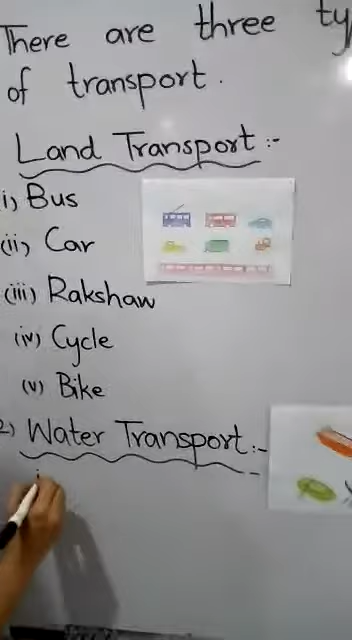 There are three ty
of transport.
Land Transport :-
i) Bus
(ii) Car
(iii) Rakshaw
(iv) Cycle
(v) Bike
2) Water Transport :-